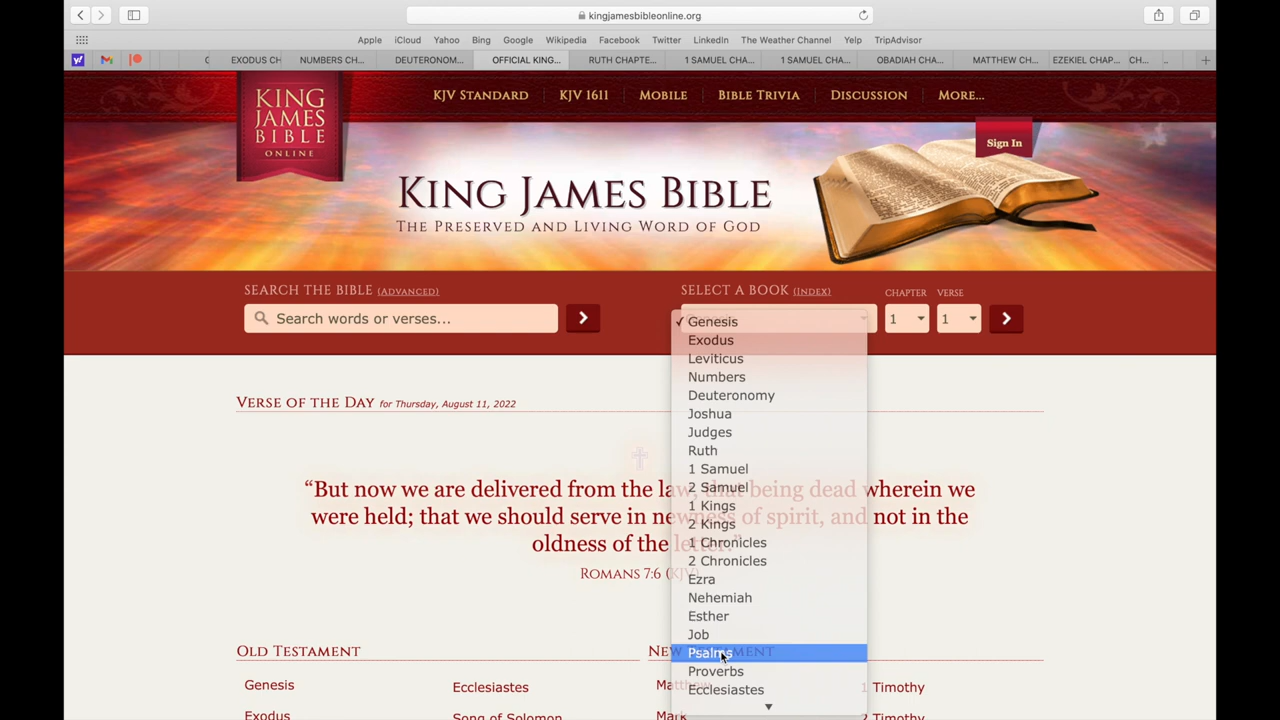 kingjamesbibleonline.org
Apple iCloud Yahoo Bing Google Wikipedia Facebook Twitter LinkedIn The Weather Channel Yelp TripAdvisor
EXODUS CH NUMBERS CH... DEUTERONOM... OFFICIAL KING... RUTH CHAPTE... 1 SAMUEL CHA... 1 SAMUEL CHA... OBADIAH CHA... MATTHEW CH... EZEKIEL CHAP... CH...
KING
JAMES
BIBLE
ONLINE
KJV STANDARD KJV 1611 MOBILE BIBLE TRIVIA DISCUSSION MORE...
Sign In
KING JAMES BIBLE
THE PRESERVED AND LIVING WORD OF GOD
SEARCH THE BIBLE (ADVANCED)
Search words or verses...
SELECT A BOOK (INDEX) CHAPTER VERSE
1 1
✓ Genesis
Exodus
Leviticus
Numbers
Deuteronomy
Joshua
Judges
Ruth
1 Samuel
2 Samuel
1 Kings
2 Kings
1 Chronicles
2 Chronicles
Ezra
Nehemiah
Esther
Job
Psalms
Proverbs
Ecclesiastes
VERSE OF THE DAY for Thursday, August 11, 2022
“But now we are delivered from the law, that being dead wherein we
were held; that we should serve in newness of spirit, and not in the
oldness of the letter.”
ROMANS 7:6 (KJV)
OLD TESTAMENT NEW TESTAMENT
Genesis Ecclesiastes Matthew 1 Timothy
Exodus Song of Solomon Mark 2 Timothy